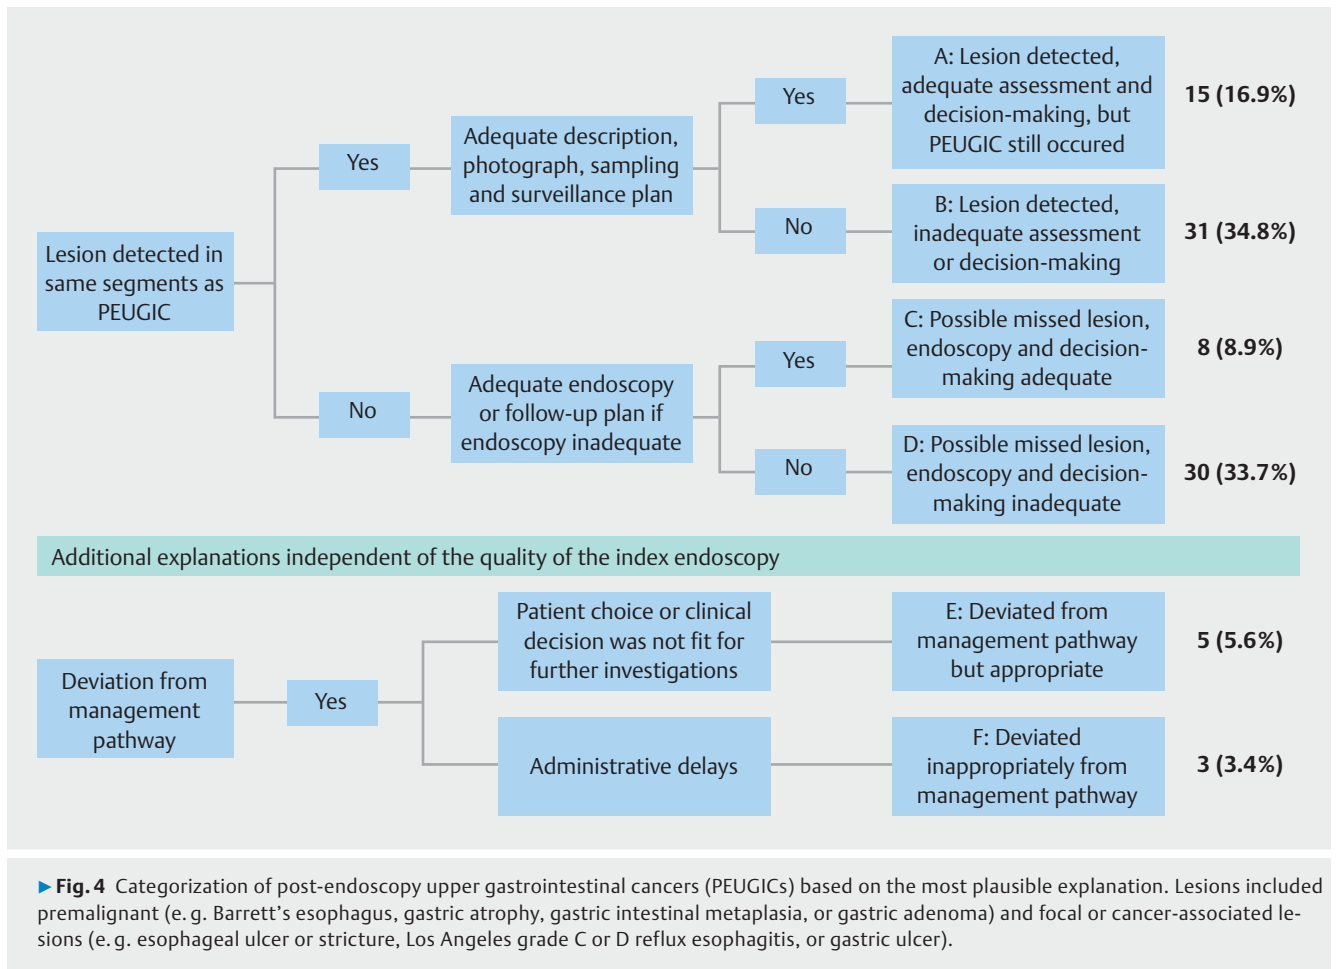 Lesion detected in
same segments as
PEUGIC
Yes
Adequate description,
photograph, sampling
and surveillance plan
Yes
A: Lesion detected,
adequate assessment and
decision-making, but
PEUGIC still occured
15 (16.9%)
No
B: Lesion detected,
inadequate assessment
or decision-making
31 (34.8%)
No
Adequate endoscopy
or follow-up plan if
endoscopy inadequate
Yes
C: Possible missed lesion,
endoscopy and decision-
making adequate
8 (8.9%)
No
D: Possible missed lesion,
endoscopy and decision-
making inadequate
30 (33.7%)
Additional explanations independent of the quality of the index endoscopy
Deviation from
management
pathway
Yes
Patient choice or clinical
decision was not fit for
further investigations
E: Deviated from
management pathway
but appropriate
5 (5.6%)
Administrative delays
F: Deviated
inappropriately from
management pathway
3 (3.4%)
▶ Fig. 4 Categorization of post-endoscopy upper gastrointestinal cancers (PEUGICs) based on the most plausible explanation. Lesions included
premalignant (e. g. Barrett’s esophagus, gastric atrophy, gastric intestinal metaplasia, or gastric adenoma) and focal or cancer-associated le-
sions (e. g. esophageal ulcer or stricture, Los Angeles grade C or D reflux esophagitis, or gastric ulcer).